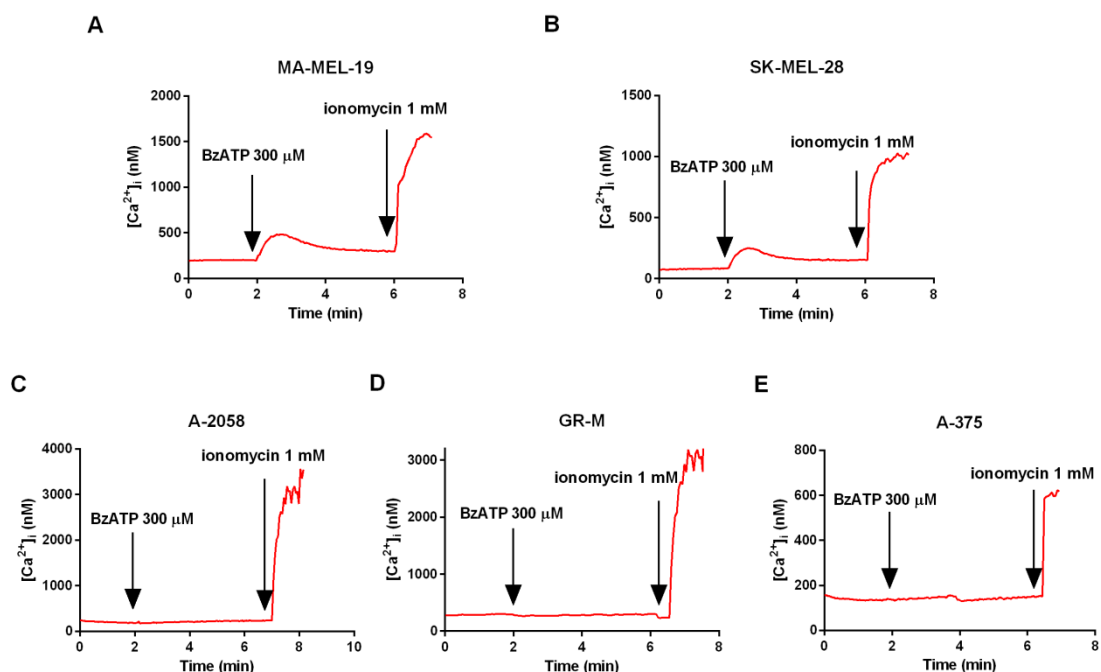 A
MA-MEL-19
2000
1500
1000
500
0
[Ca2+]i (nM)
BzATP 300 μM
ionomycin 1 mM
0 2 4 6 8
Time (min)
B
SK-MEL-28
1500
1000
500
0
[Ca2+]i (nM)
BzATP 300 μM
ionomycin 1 mM
0 2 4 6 8
Time (min)
C
A-2058
4000
3000
2000
1000
0
[Ca2+]i (nM)
ionomycin 1 mM
BzATP 300 μM
0 2 4 6 8 10
Time (min)
D
GR-M
3000
2000
1000
0
[Ca2+]i (nM)
ionomycin 1 mM
BzATP 300 μM
0 2 4 6 8
Time (min)
E
A-375
800
600
400
200
0
[Ca2+]i (nM)
ionomycin 1 mM
BzATP 300 μM
0 2 4 6 8
Time (min)